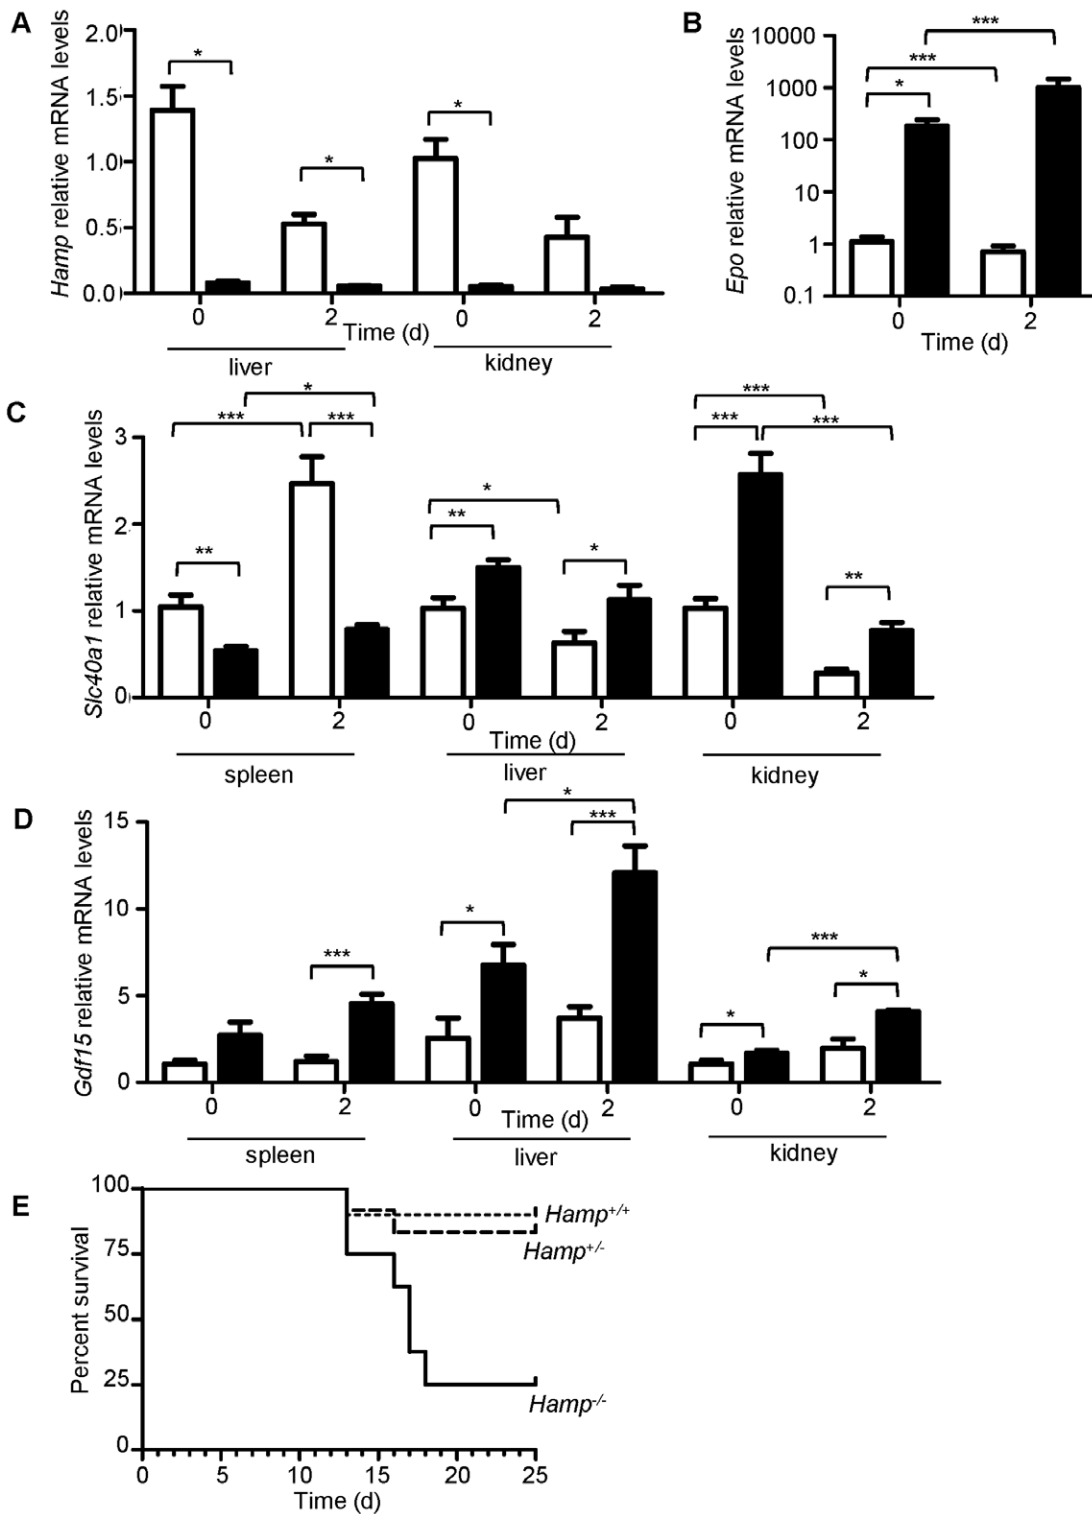 A
Hamp relative mRNA levels
2.0
1.5
1.0
0.5
0.0
*
*
*
0
2
0
2
Time (d)
liver
kidney
B
Epo relative mRNA levels
10000
1000
100
10
1
0.1
***
***
*
0
2
Time (d)
C
Slc40a1 relative mRNA levels
3
2
1
0
*
***
***
**
*
**
*
***
***
***
**
0
2
0
2
0
2
Time (d)
spleen
liver
kidney
D
Gdf15 relative mRNA levels
15
10
5
0
***
*
*
***
*
***
*
0
2
0
2
0
2
Time (d)
spleen
liver
kidney
E
Percent survival
100
75
50
25
0
Hamp+/+
Hamp+/-
Hamp-/-
0
5
10
15
20
25
Time (d)